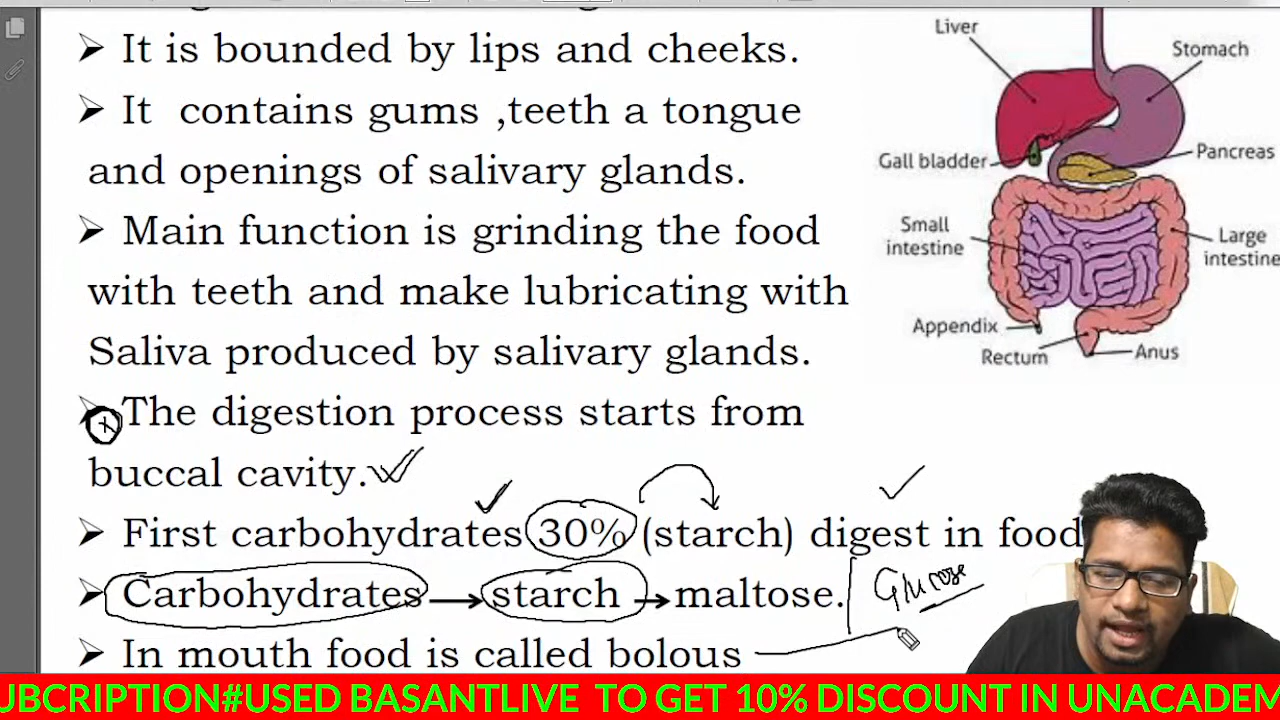 ➢ It is bounded by lips and cheeks.
➢ It contains gums ,teeth a tongue
and openings of salivary glands.
➢ Main function is grinding the food
with teeth and make lubricating with
Saliva produced by salivary glands.
➢ The digestion process starts from
buccal cavity.
➢ First carbohydrates 30% (starch) digest in food
➢ Carbohydrates → starch → maltose. Glucose
➢ In mouth food is called bolous
Liver
Stomach
Gall bladder
Pancreas
Small
intestine
Large
intestine
Appendix
Rectum
Anus
UBCRIPTION#USED BASANTLIVE TO GET 10% DISCOUNT IN UNACADEM